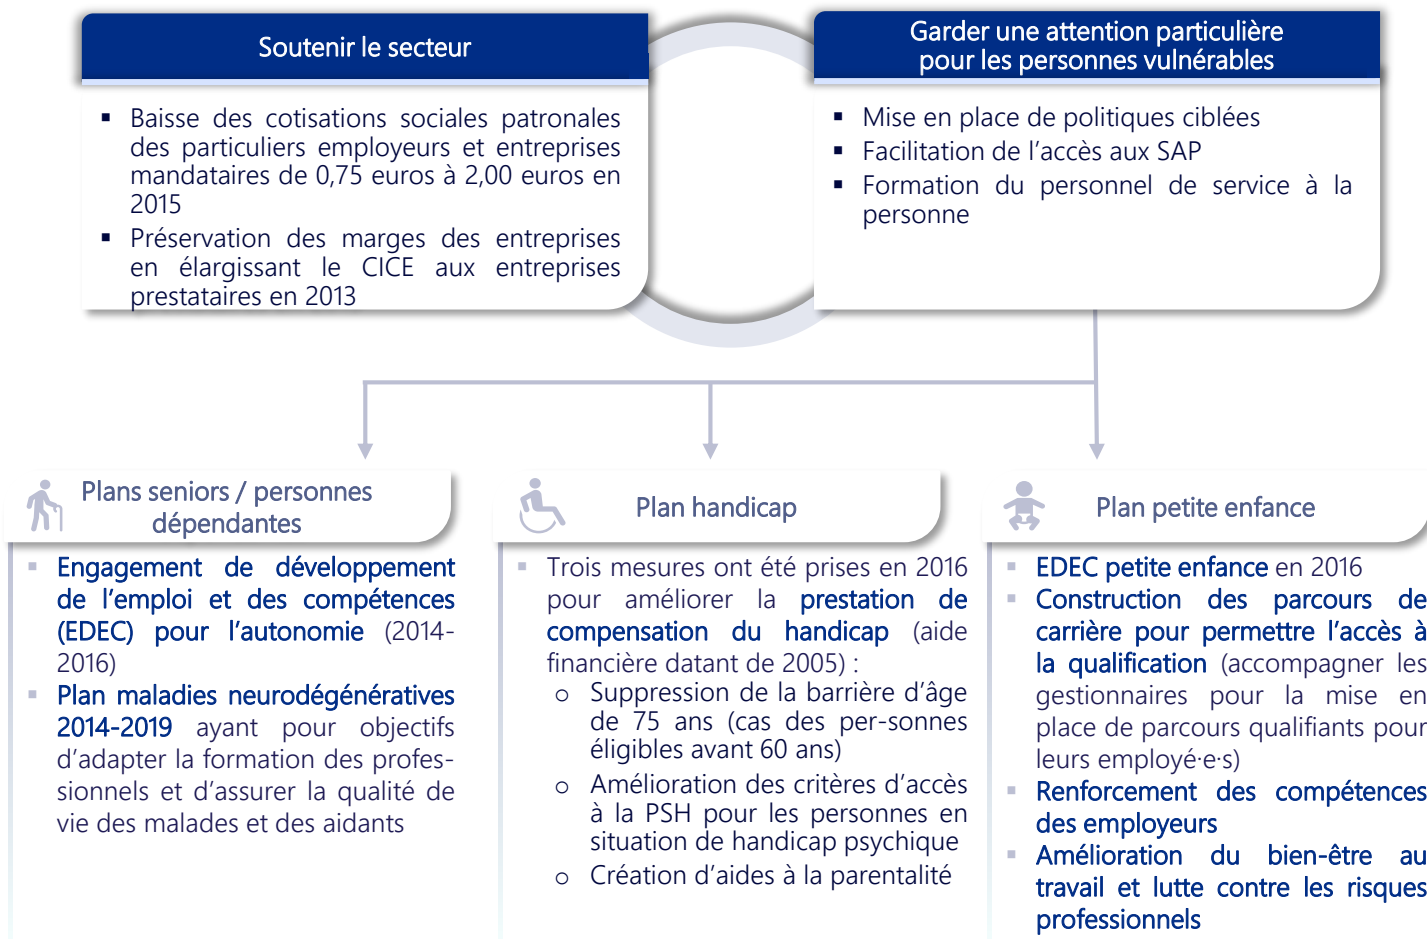 Soutenir le secteur
▪ Baisse des cotisations sociales patronales
des particuliers employeurs et entreprises
mandataires de 0,75 euros à 2,00 euros en
2015
▪ Préservation des marges des entreprises
en élargissant le CICE aux entreprises
prestataires en 2013
Garder une attention particulière
pour les personnes vulnérables
▪ Mise en place de politiques ciblées
▪ Facilitation de l’accès aux SAP
▪ Formation du personnel de service à la
personne
Plans seniors / personnes
dépendantes
▪ Engagement de développement
de l’emploi et des compétences
(EDEC) pour l’autonomie (2014-
2016)
▪ Plan maladies neurodégénératives
2014-2019 ayant pour objectifs
d’adapter la formation des profes-
sionnels et d’assurer la qualité de
vie des malades et des aidants
Plan handicap
▪ Trois mesures ont été prises en 2016
pour améliorer la prestation de
compensation du handicap (aide
financière datant de 2005) :
o Suppression de la barrière d’âge
de 75 ans (cas des per-sonnes
éligibles avant 60 ans)
o Amélioration des critères d’accès
à la PSH pour les personnes en
situation de handicap psychique
o Création d’aides à la parentalité
Plan petite enfance
▪ EDEC petite enfance en 2016
▪ Construction des parcours de
carrière pour permettre l’accès à
la qualification (accompagner les
gestionnaires pour la mise en
place de parcours qualifiants pour
leurs employé·e·s)
▪ Renforcement des compétences
des employeurs
▪ Amélioration du bien-être au
travail et lutte contre les risques
professionnels